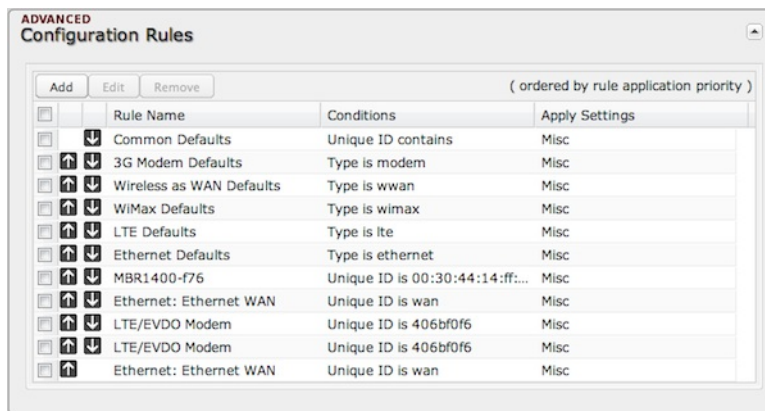 ADVANCED
Configuration Rules
Add Edit Remove ( ordered by rule application priority )
Rule Name Conditions Apply Settings
Common Defaults Unique ID contains Misc
3G Modem Defaults Type is modem Misc
Wireless as WAN Defaults Type is wwan Misc
WiMax Defaults Type is wimax Misc
LTE Defaults Type is lte Misc
Ethernet Defaults Type is ethernet Misc
MBR1400-f76 Unique ID is 00:30:44:14:ff:... Misc
Ethernet: Ethernet WAN Unique ID is wan Misc
LTE/EVDO Modem Unique ID is 406bf0f6 Misc
LTE/EVDO Modem Unique ID is 406bf0f6 Misc
Ethernet: Ethernet WAN Unique ID is wan Misc